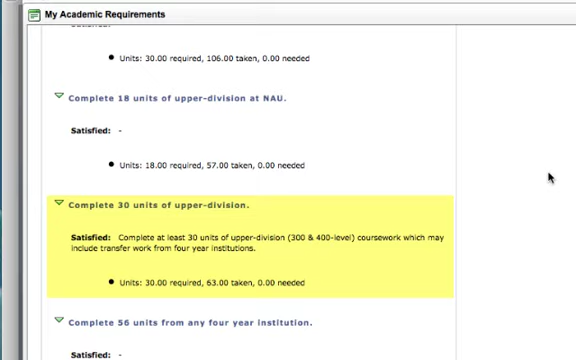 My Academic Requirements
Satisfied: -
Units: 30.00 required, 106.00 taken, 0.00 needed
Complete 18 units of upper-division at NAU.
Satisfied: -
Units: 18.00 required, 57.00 taken, 0.00 needed
Complete 30 units of upper-division.
Satisfied: Complete at least 30 units of upper-division (300 & 400-level) coursework which may
include transfer work from four year institutions.
Units: 30.00 required, 63.00 taken, 0.00 needed
Complete 56 units from any four year institution.
Satisfied: -